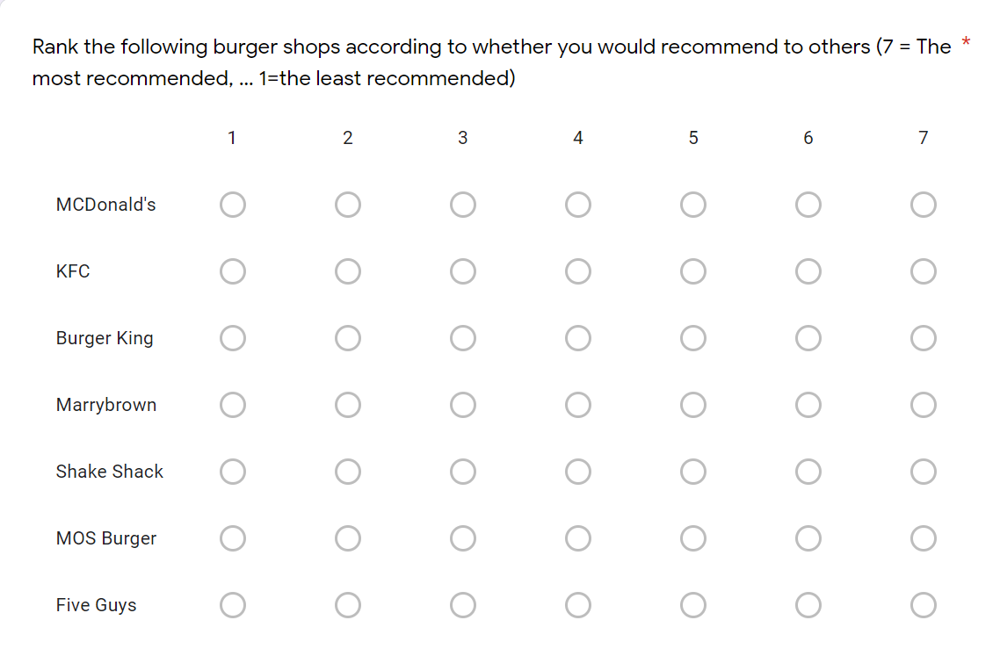 Rank the following burger shops according to whether you would recommend to others (7 = The *
most recommended, ... 1=the least recommended)
1 2 3 4 5 6 7
MCDonald's
KFC
Burger King
Marrybrown
Shake Shack
MOS Burger
Five Guys